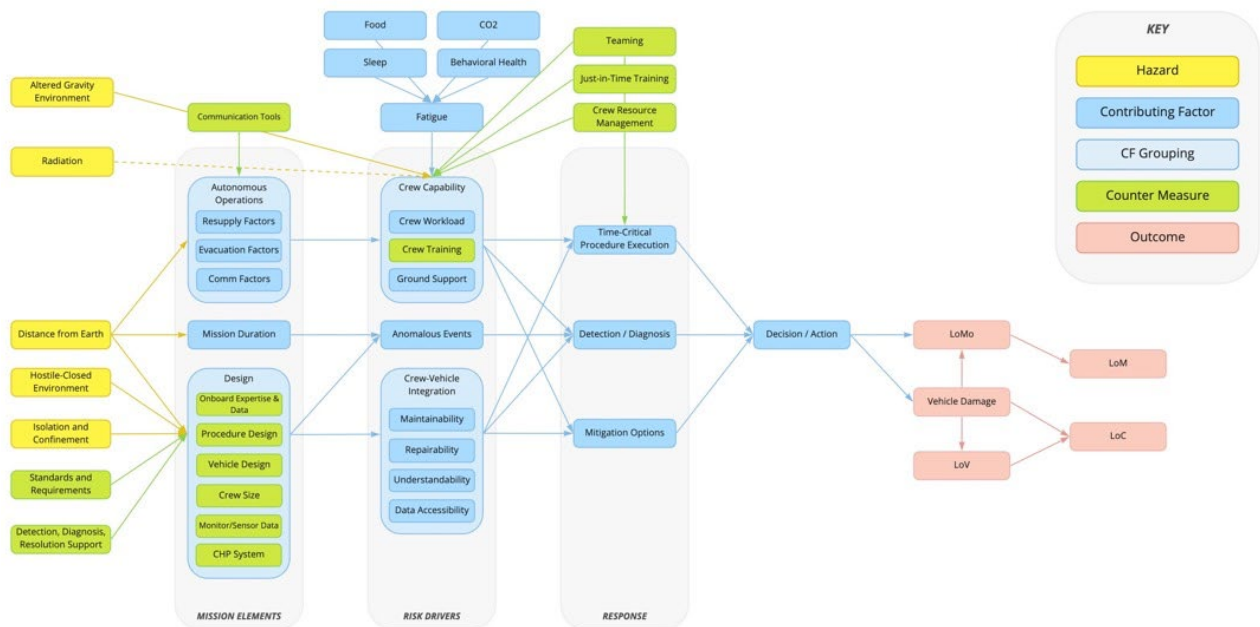 Food
CO2
Sleep
Behavioral Health
Fatigue
Teaming
Just-in-Time Training
Crew Resource
Management
KEY
Hazard
Contributing Factor
CF Grouping
Counter Measure
Outcome
Altered Gravity
Environment
Radiation
Communication Tools
Distance from Earth
Hostile-Closed
Environment
Isolation and
Confinement
Standards and
Requirements
Detection, Diagnosis,
Resolution Support
Autonomous
Operations
Resupply Factors
Evacuation Factors
Comm Factors
Mission Duration
Design
Onboard Expertise &
Data
Procedure Design
Vehicle Design
Crew Size
Monitor/Sensor Data
CHP System
MISSION ELEMENTS
Crew Capability
Crew Workload
Crew Training
Ground Support
Anomalous Events
Crew-Vehicle
Integration
Maintainability
Repairability
Understandability
Data Accessibility
RISK DRIVERS
Time-Critical
Procedure Execution
Detection / Diagnosis
Mitigation Options
RESPONSE
Decision / Action
LoMo
Vehicle Damage
LoV
LoM
LoC